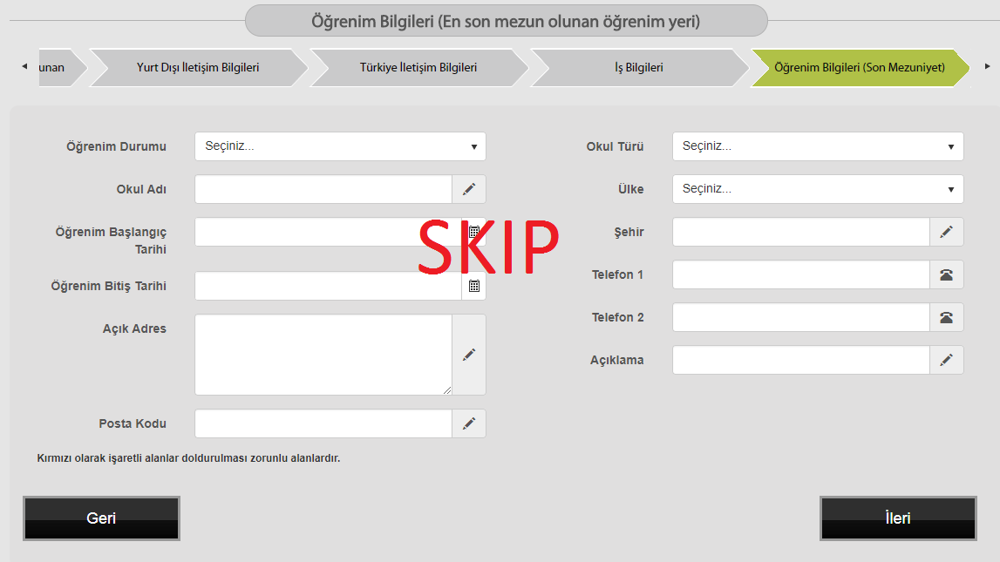 Öğrenim Bilgileri (En son mezun olunan öğrenim yeri)
unan
Yurt Dışı İletişim Bilgileri
Türkiye İletişim Bilgileri
İş Bilgileri
Öğrenim Bilgileri (Son Mezuniyet)
Öğrenim Durumu
Seçiniz...
Okul Türü
Seçiniz...
Okul Adı
Ülke
Seçiniz...
Öğrenim Başlangıç
Tarihi
Şehir
SKIP
Öğrenim Bitiş Tarihi
Telefon 1
Açık Adres
Telefon 2
Açıklama
Posta Kodu
Kırmızı olarak işaretli alanlar doldurulması zorunlu alanlardır.
Geri
İleri